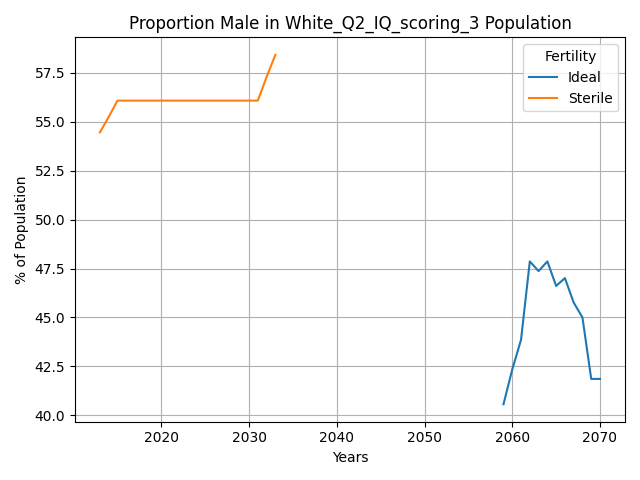 Proportion Male in White_Q2_IQ_scoring_3 Population
Fertility
Ideal
Sterile
% of Population
57.5
55.0
52.5
50.0
47.5
45.0
42.5
40.0
2020 2030 2040 2050 2060 2070
Years